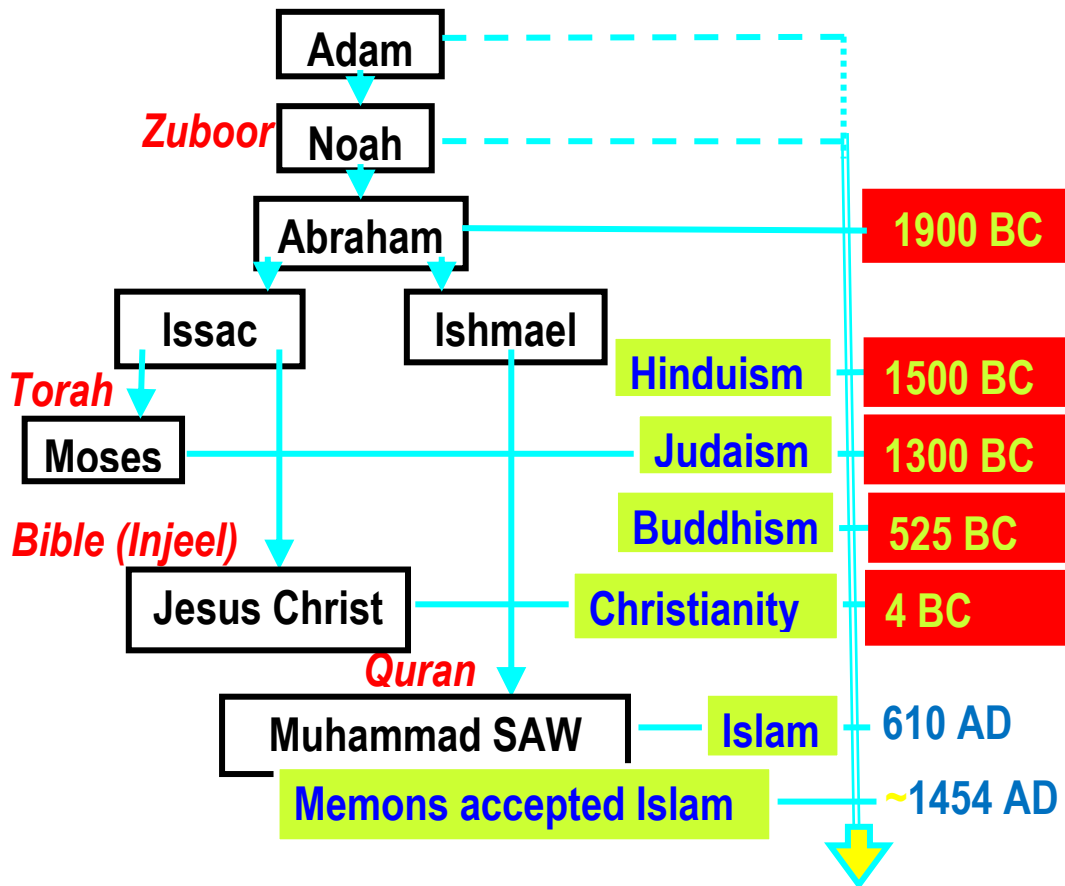 Adam
Zuboor
Noah
Abraham
1900 BC
Issac
Ishmael
Hinduism
1500 BC
Torah
Moses
Judaism
1300 BC
Buddhism
525 BC
Bible (Injeel)
Jesus Christ
Christianity
4 BC
Quran
Muhammad SAW
Islam
610 AD
Memons accepted Islam
~1454 AD